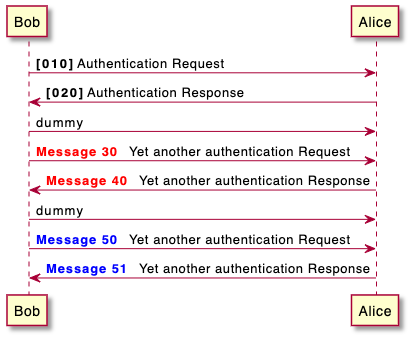 Bob Alice
[010] Authentication Request
[020] Authentication Response
dummy
Message 30 Yet another authentication Request
Message 40 Yet another authentication Response
dummy
Message 50 Yet another authentication Request
Message 51 Yet another authentication Response
Bob Alice